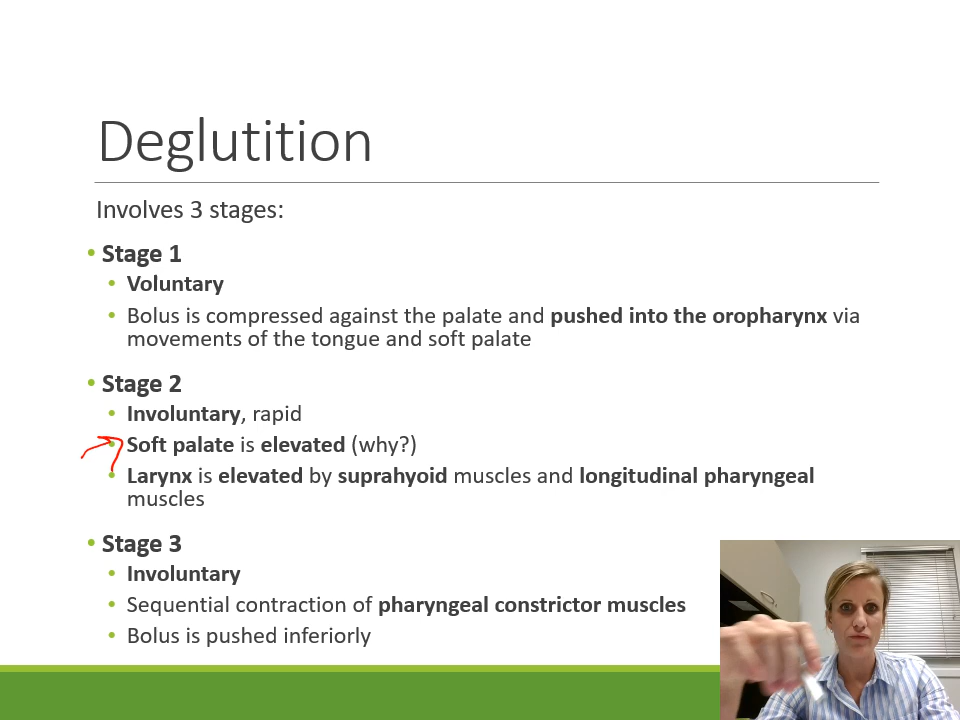 Deglutition
Involves 3 stages:
• Stage 1
• Voluntary
• Bolus is compressed against the palate and pushed into the oropharynx via
movements of the tongue and soft palate
• Stage 2
• Involuntary, rapid
• Soft palate is elevated (why?)
• Larynx is elevated by suprahyoid muscles and longitudinal pharyngeal
muscles
• Stage 3
• Involuntary
• Sequential contraction of pharyngeal constrictor muscles
• Bolus is pushed inferiorly